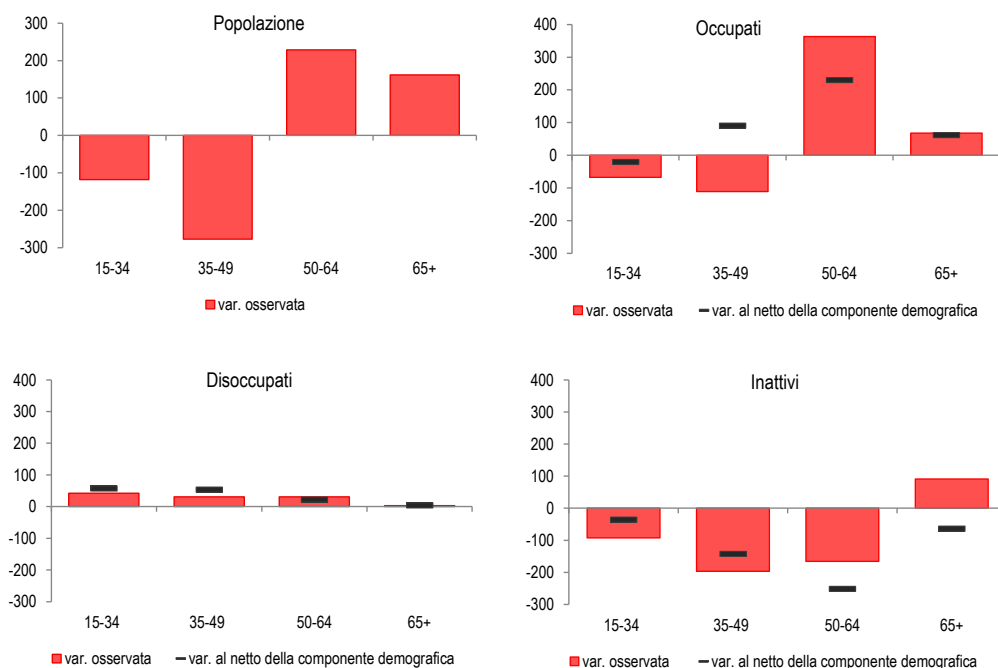 Popolazione
300
200
100
0
-100
-200
-300
15-34 35-49 50-64 65+
var. osservata
Occupati
400
300
200
100
0
-100
-200
-300
15-34 35-49 50-64 65+
var. osservata var. al netto della componente demografica
Disoccupati
400
300
200
100
0
-100
-200
-300
15-34 35-49 50-64 65+
var. osservata var. al netto della componente demografica
Inattivi
400
300
200
100
0
-100
-200
-300
15-34 35-49 50-64 65+
var. osservata var. al netto della componente demografica